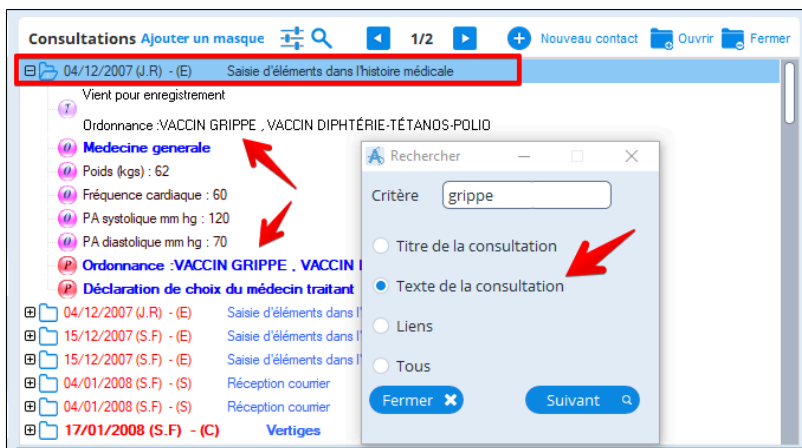 Consultations Ajouter un masque 1/2 Nouveau contact Ouvrir Fermer
04/12/2007 (J.R) - (E) Saisie d'éléments dans l'histoire médicale
Vient pour enregistrement
T
Ordonnance :VACCIN GRIPPE , VACCIN DIPHTÉRIE-TÉTANOS-POLIO
O Medecine generale
O Poids (kgs) : 62
O Fréquence cardiaque : 60
O PA systolique mm hg : 120
O PA diastolique mm hg : 70
P Ordonnance :VACCIN GRIPPE , VACCIN
P Déclaration de choix du médecin traitant
04/12/2007 (J.R) - (E) Saisie d'éléments dans l'
15/12/2007 (S.F) - (E) Saisie d'éléments dans l'
15/12/2007 (S.F) - (E) Saisie d'éléments dans l'
04/01/2008 (S.F) - (S) Réception courrier
04/01/2008 (S.F) - (S) Réception courrier
17/01/2008 (S.F) - (C) Vertiges
Rechercher
Critère grippe
Titre de la consultation
Texte de la consultation
Liens
Tous
Fermer Suivant